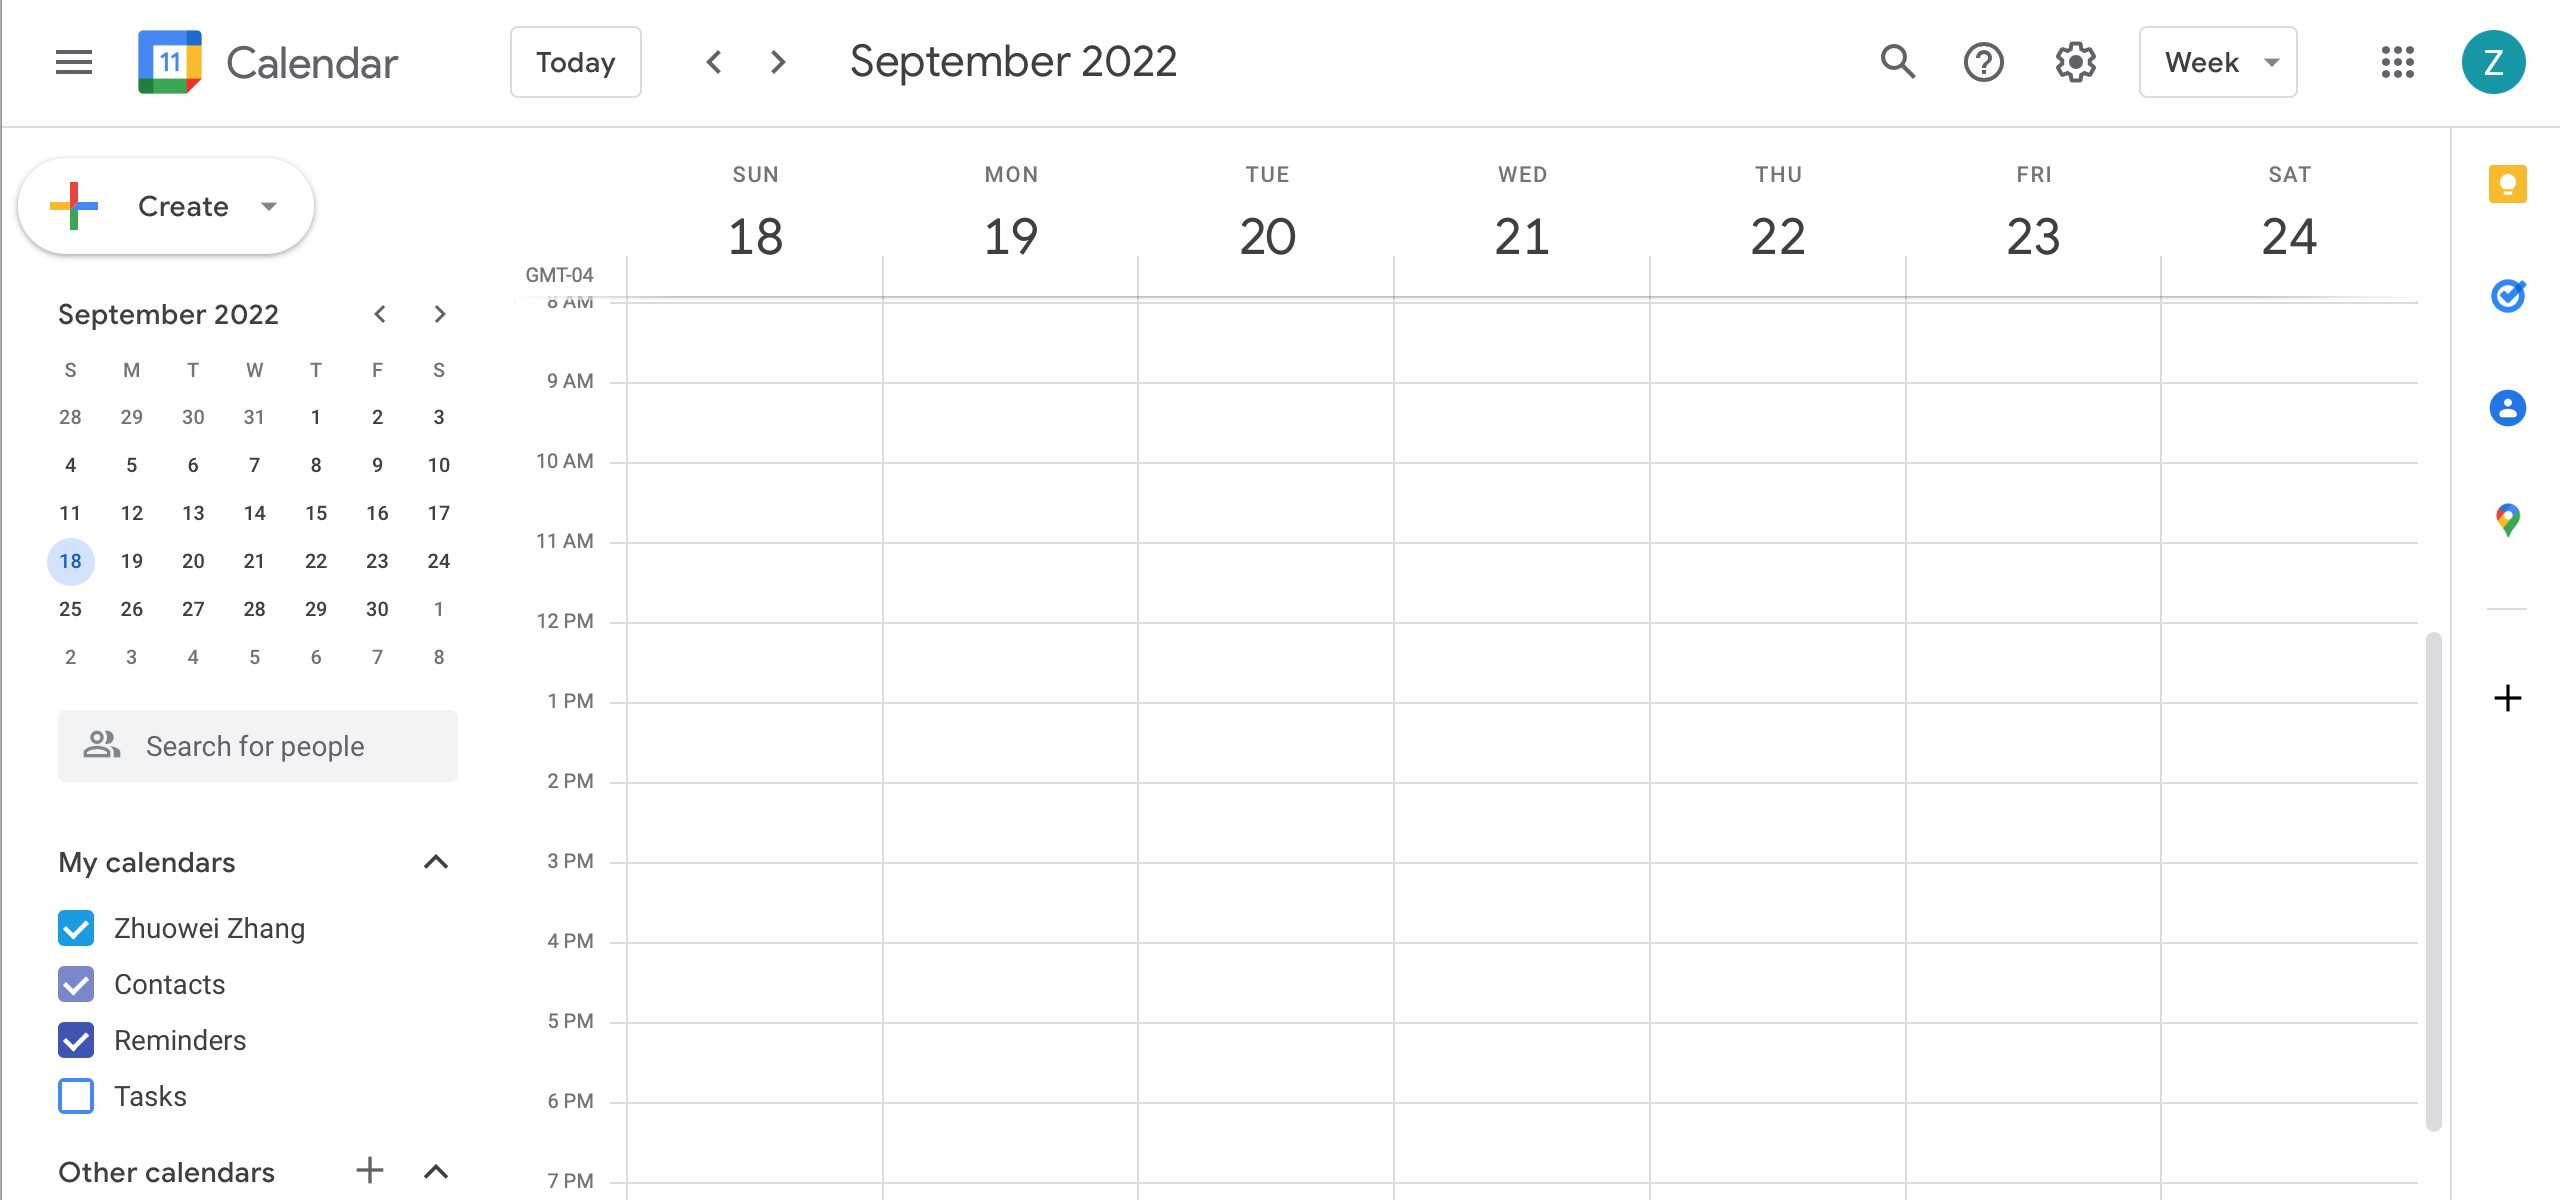 11 Calendar Today September 2022 Week Z
Create
September 2022
S M T W T F S
28 29 30 31 1 2 3
4 5 6 7 8 9 10
11 12 13 14 15 16 17
18 19 20 21 22 23 24
25 26 27 28 29 30 1
2 3 4 5 6 7 8
Search for people
My calendars
Zhuowei Zhang
Contacts
Reminders
Tasks
Other calendars
SUN MON TUE WED THU FRI SAT
18 19 20 21 22 23 24
GMT-04
8 AM
9 AM
10 AM
11 AM
12 PM
1 PM
2 PM
3 PM
4 PM
5 PM
6 PM
7 PM